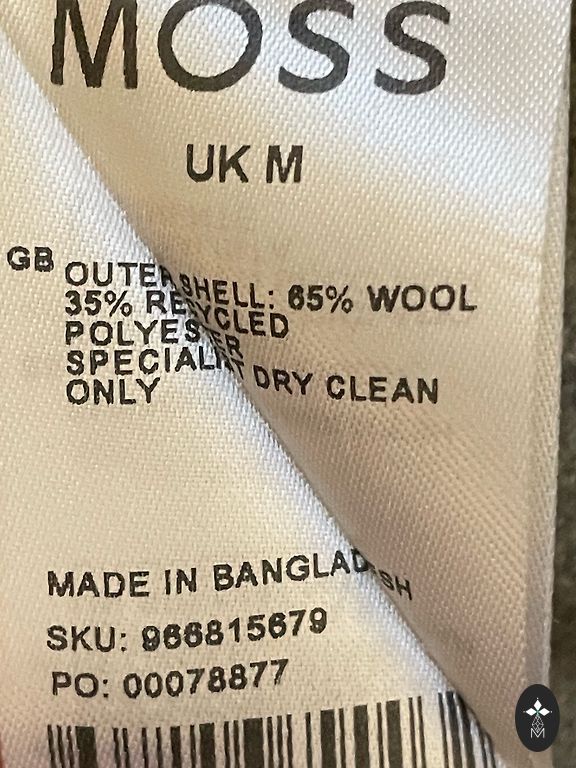 MOSS
UK M
GB
OUTER SHELL: 65% WOOL
35% RECYCLED
POLYESTER
SPECIALIST DRY CLEAN
ONLY
MADE IN BANGLADESH
SKU: 966815679
PO: 00078877
M